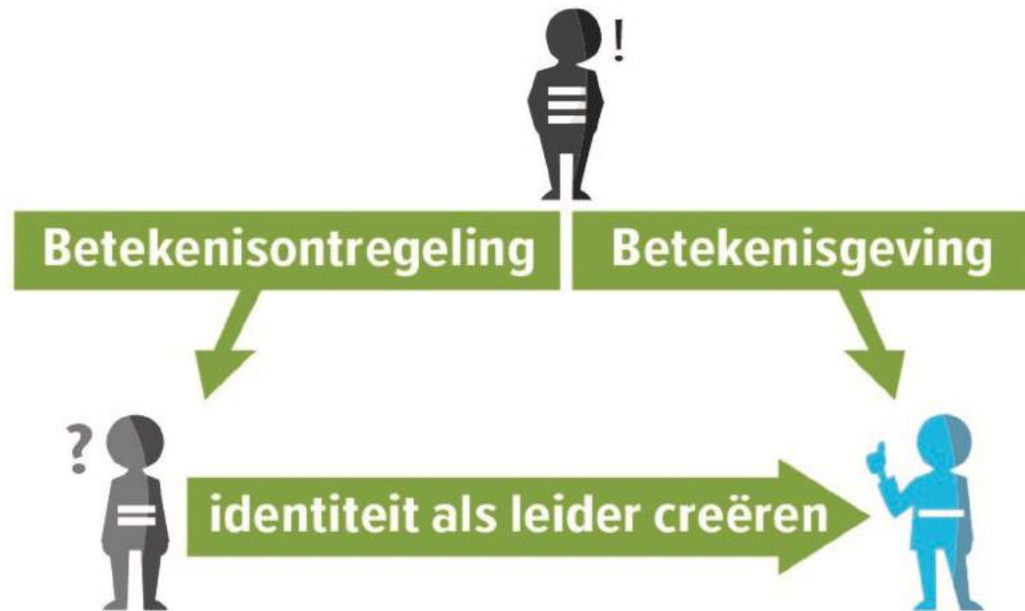 !
Betekenisontregeling
Betekenisgeving
?
identiteit als leider creëren